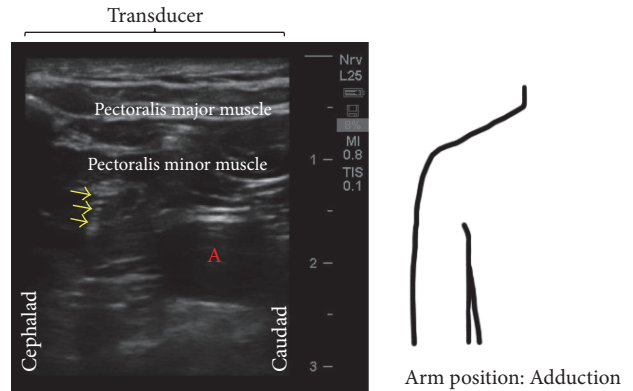 Transducer
Nrv
L25
6%
MI
0.8
TIS
0.1
Pectoralis major muscle
Pectoralis minor muscle
1
A
2
3
Cephalad
Caudad
Arm position: Adduction